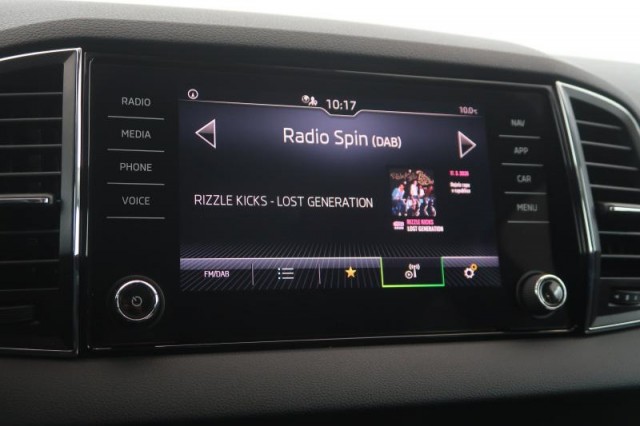 RADIO
MEDIA
PHONE
VOICE
10:17
10.0°C
Radio Spin (DAB)
RIZZLE KICKS - LOST GENERATION
RIZZLE KICKS
LOST GENERATION
FM/DAB
NAV
APP
CAR
MENU